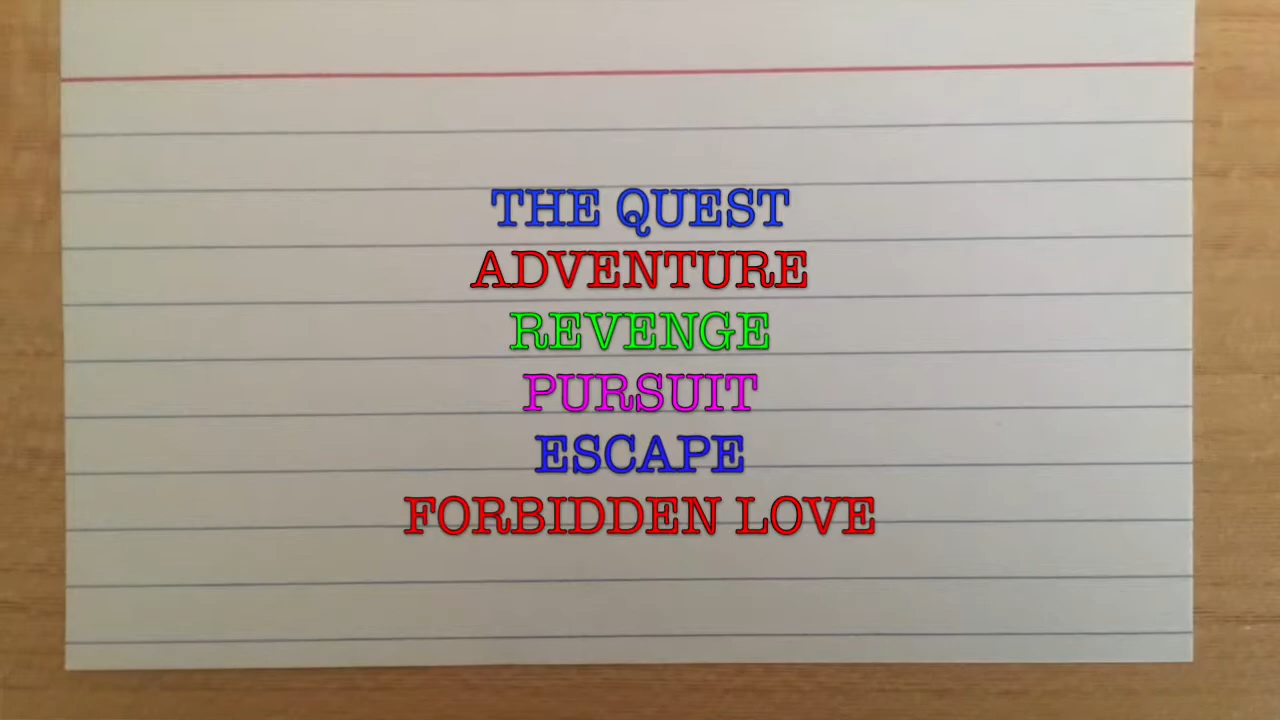 THE QUEST
ADVENTURE
REVENGE
PURSUIT
ESCAPE
FORBIDDEN LOVE